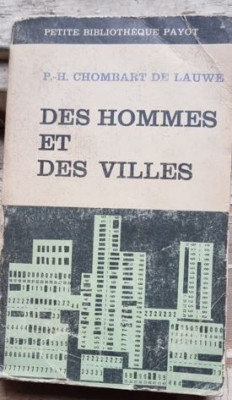 PETITE BIBLIOTHÈQUE PAYOT
P.-H. CHOMBART DE LAUWE
DES HOMMES
ET
DES VILLES